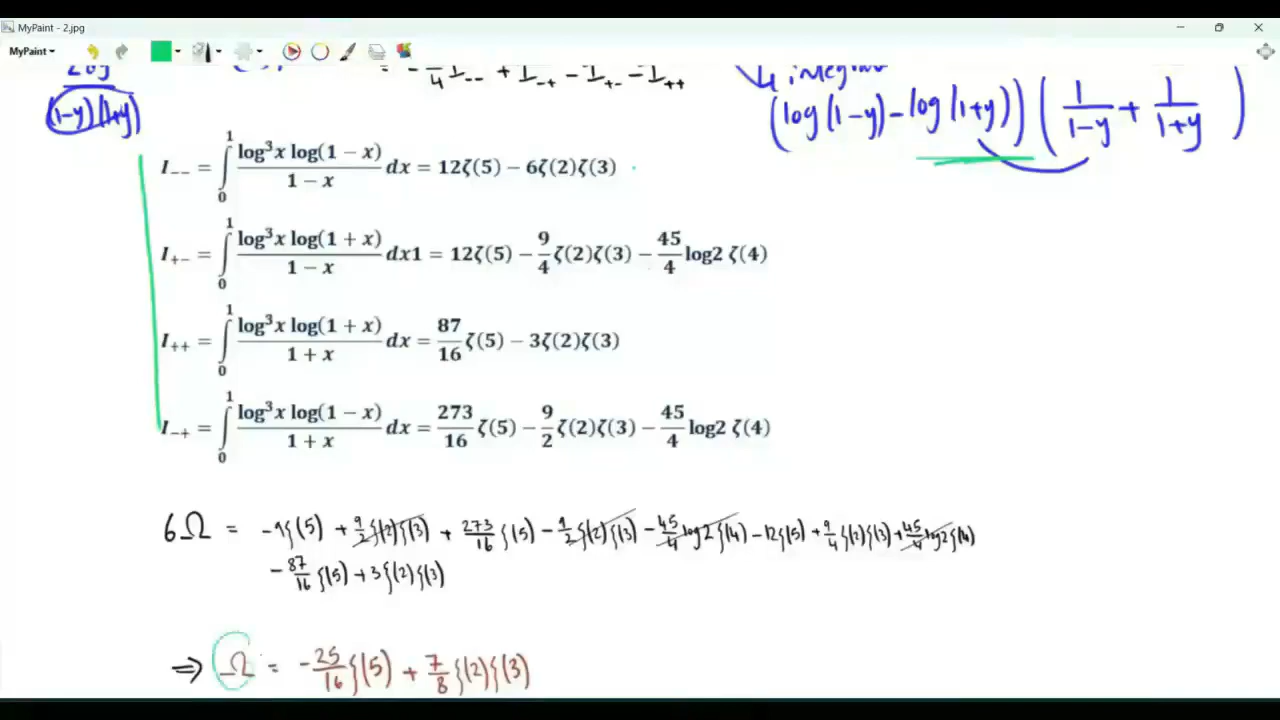 MyPaint - 2.jpg
MyPaint
= - /4 I₋₋ + I₋₊ - I₊₋ - I₊₊
(1-y)(1+y)
(log(1-y) - log(1+y)) ( 1/(1-y) + 1/(1+y) )
I₋₋ = ∫₀¹ log³x log(1 − x)/(1 − x) dx = 12ζ(5) − 6ζ(2)ζ(3)
I₊₋ = ∫₀¹ log³x log(1 + x)/(1 − x) dx1 = 12ζ(5) − 9/4 ζ(2)ζ(3) − 45/4 log2 ζ(4)
I₊₊ = ∫₀¹ log³x log(1 + x)/(1 + x) dx = 87/16 ζ(5) − 3ζ(2)ζ(3)
I₋₊ = ∫₀¹ log³x log(1 − x)/(1 + x) dx = 273/16 ζ(5) − 9/2 ζ(2)ζ(3) − 45/4 log2 ζ(4)
6Ω = -9ζ(5) + 9/2 ζ(2)ζ(3) + 273/16 ζ(5) - 9/2 ζ(2)ζ(3) - 45/4 log2 ζ(4) - 12ζ(5) + 9/4 ζ(2)ζ(3) + 45/4 log2 ζ(4)
- 87/16 ζ(5) + 3ζ(2)ζ(3)
⇒ Ω = -25/16 ζ(5) + 7/8 ζ(2)ζ(3)